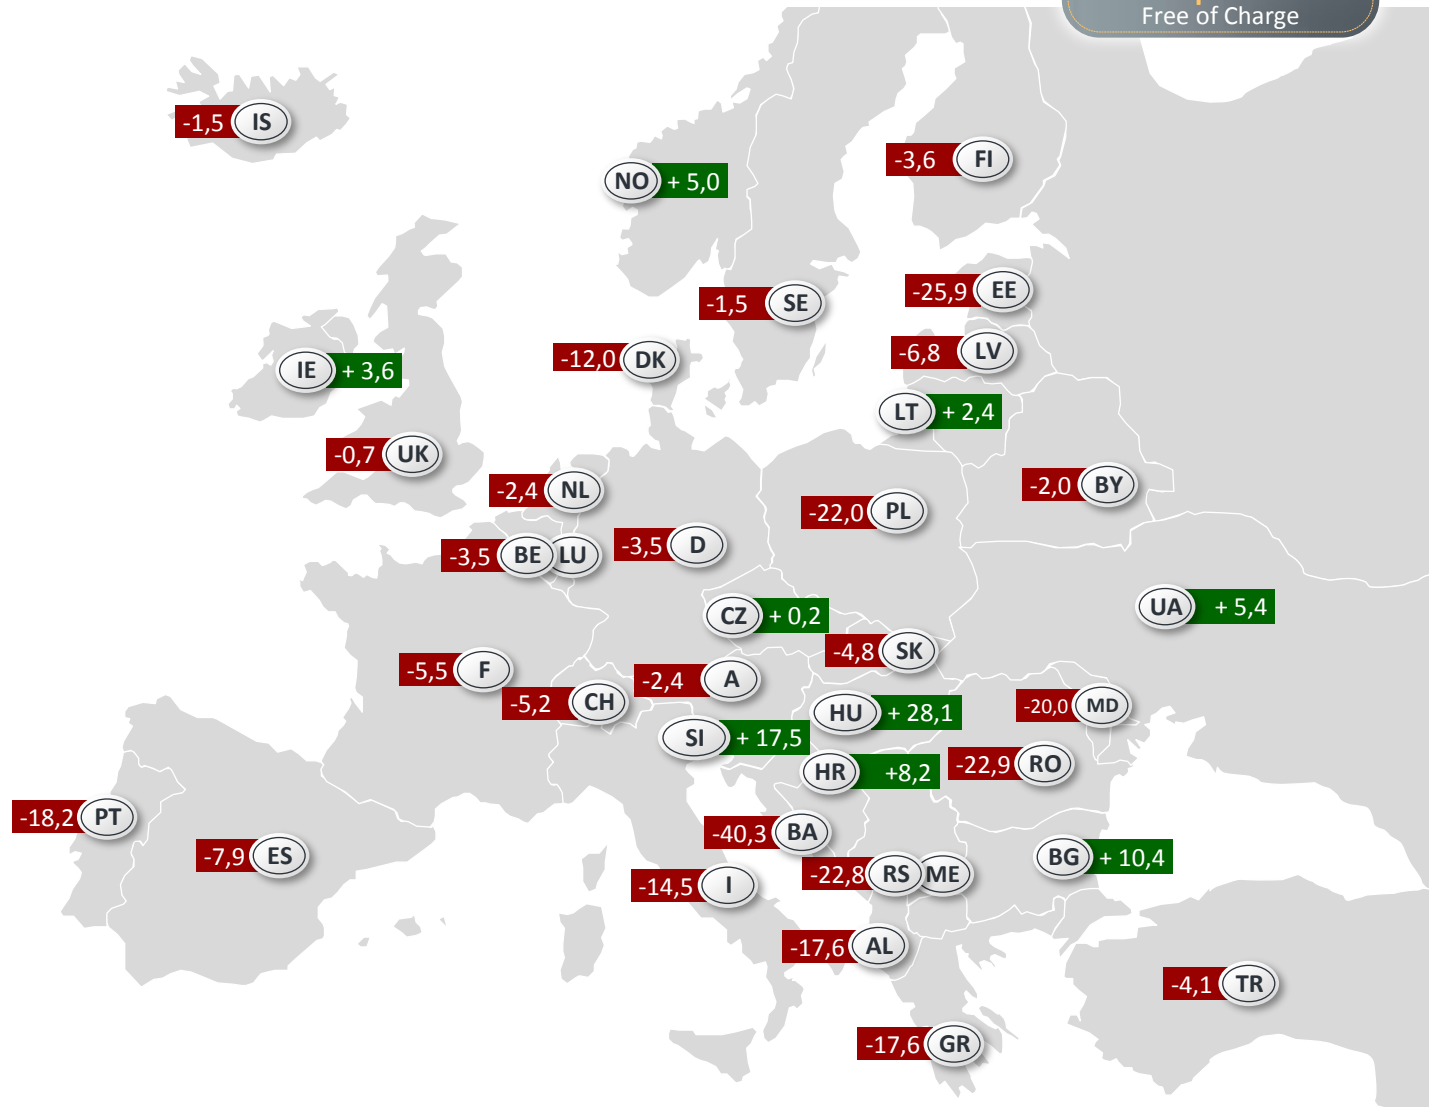 Free of Charge
-1,5 IS
-3,6 FI
NO + 5,0
-25,9 EE
-1,5 SE
-6,8 LV
-12,0 DK
IE + 3,6
LT + 2,4
-0,7 UK
-2,4 NL
-2,0 BY
-22,0 PL
-3,5 BE LU
-3,5 D
UA + 5,4
CZ + 0,2
-4,8 SK
-5,5 F
-2,4 A
-5,2 CH
HU + 28,1
-20,0 MD
SI + 17,5
-22,9 RO
HR +8,2
-18,2 PT
-40,3 BA
-7,9 ES
BG + 10,4
-22,8 RS ME
-14,5 I
-17,6 AL
-4,1 TR
-17,6 GR